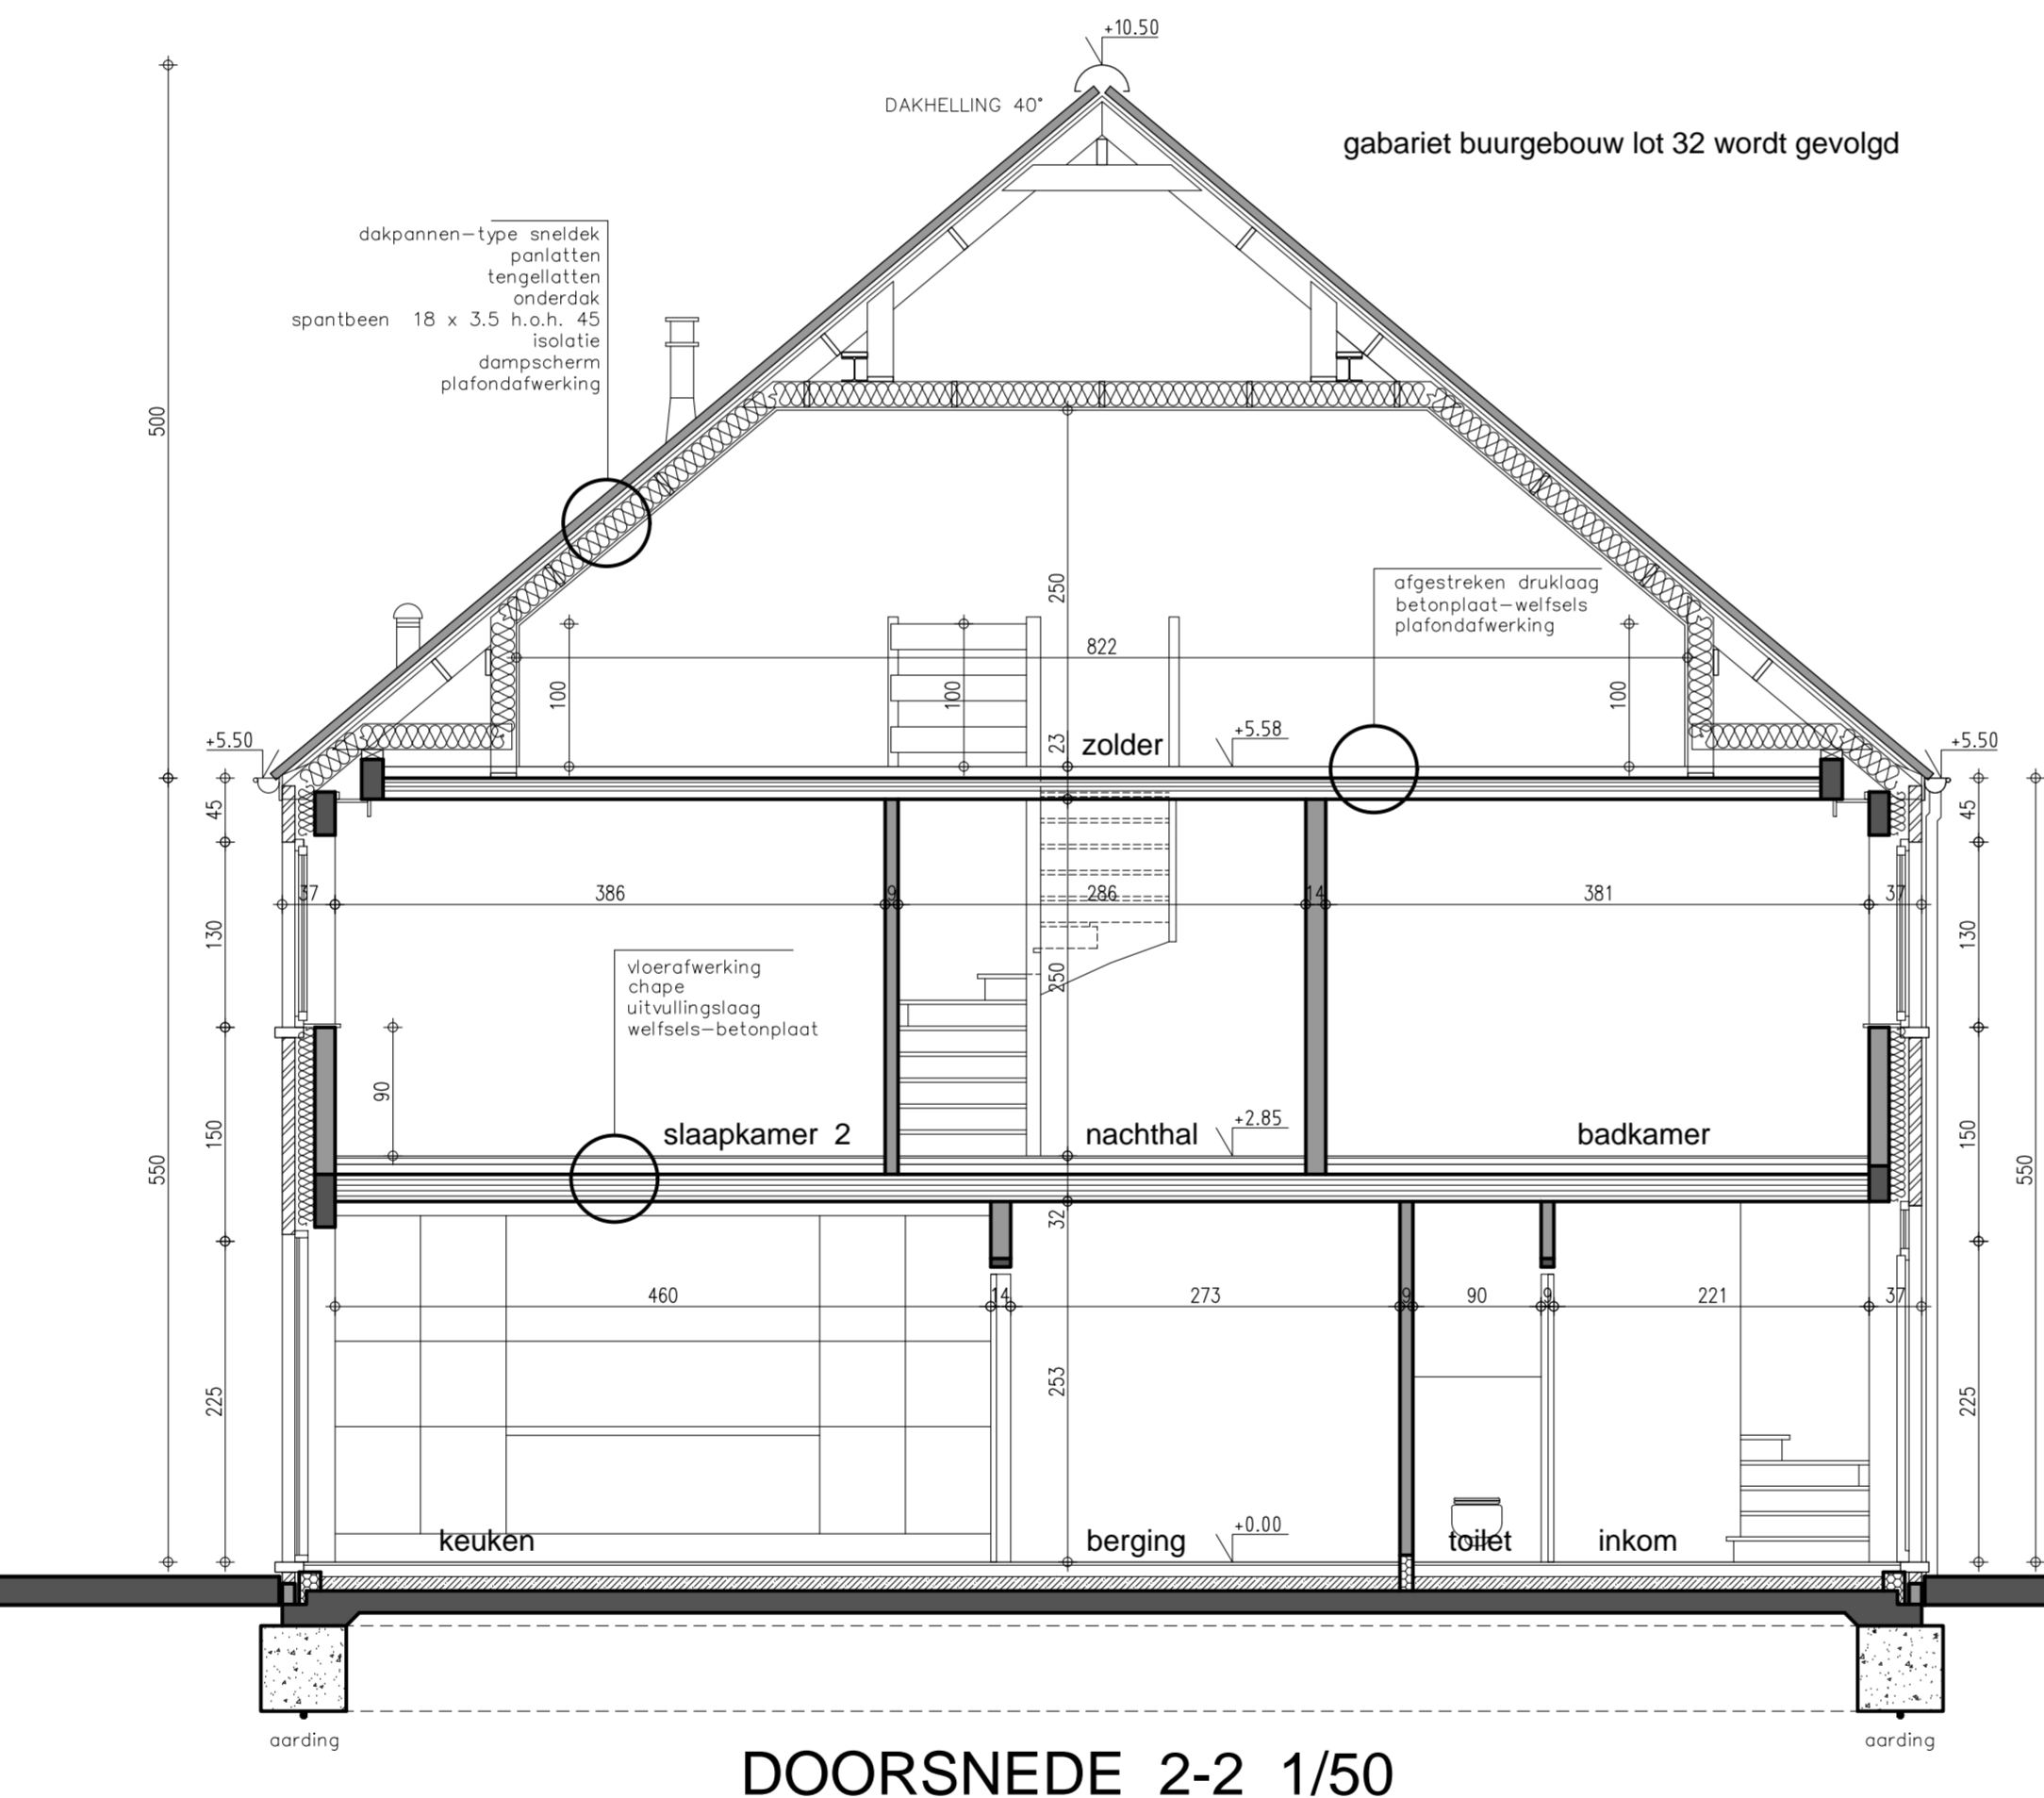 +10.50
DAKHELLING 40°
gabariet buurgebouw lot 32 wordt gevolgd
dakpannen-type sneldek
panlatten
tengellatten
onderdak
spantbeen 18 x 3.5 h.o.h. 45
isolatie
dampscherm
plafondafwerking
500
250
afgestreken druklaag
betonplaat-welfsels
plafondafwerking
822
100
100
100
+5.50
23
zolder
+5.58
+5.50
45
45
37
386
9
286
14
381
37
130
130
250
vloerafwerking
chape
uitvullingslaag
welfsels-betonplaat
90
150
slaapkamer 2
nachthal
+2.85
badkamer
150
550
550
32
460
14
273
9
90
9
221
37
225
253
225
keuken
berging
+0.00
toilet
inkom
aarding
aarding
DOORSNEDE 2-2 1/50